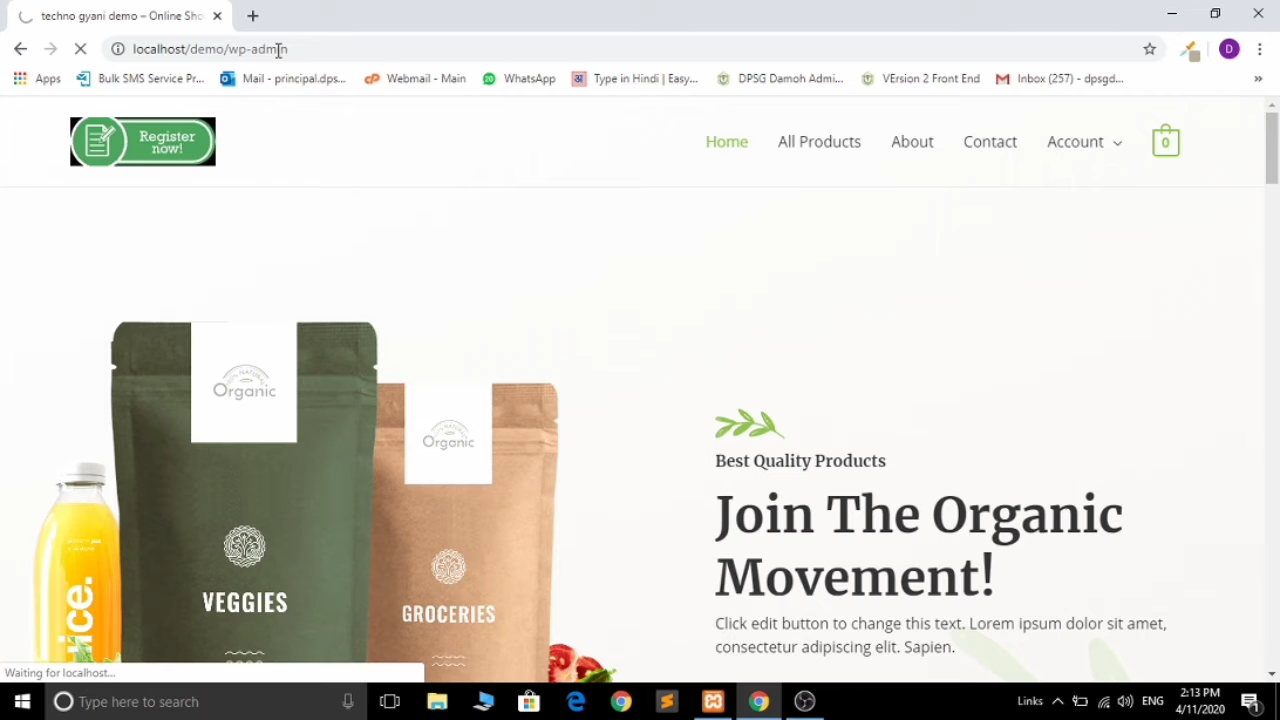 techno gyani demo – Online Sho
localhost/demo/wp-admin
Apps
Bulk SMS Service Pr...
Mail - principal.dps...
Webmail - Main
WhatsApp
Type in Hindi | Easy...
DPSG Damoh Admi...
VErsion 2 Front End
Inbox (257) - dpsgd...
»
D
Register
now!
Home
All Products
About
Contact
Account
0
100% NATURAL
Organic
Organic
VEGGIES
GROCERIES
juice.
Best Quality Products
Join The Organic
Movement!
Click edit button to change this text. Lorem ipsum dolor sit amet,
consectetur adipiscing elit. Sapien.
Waiting for localhost...
Type here to search
Links
ENG
2:13 PM
4/11/2020